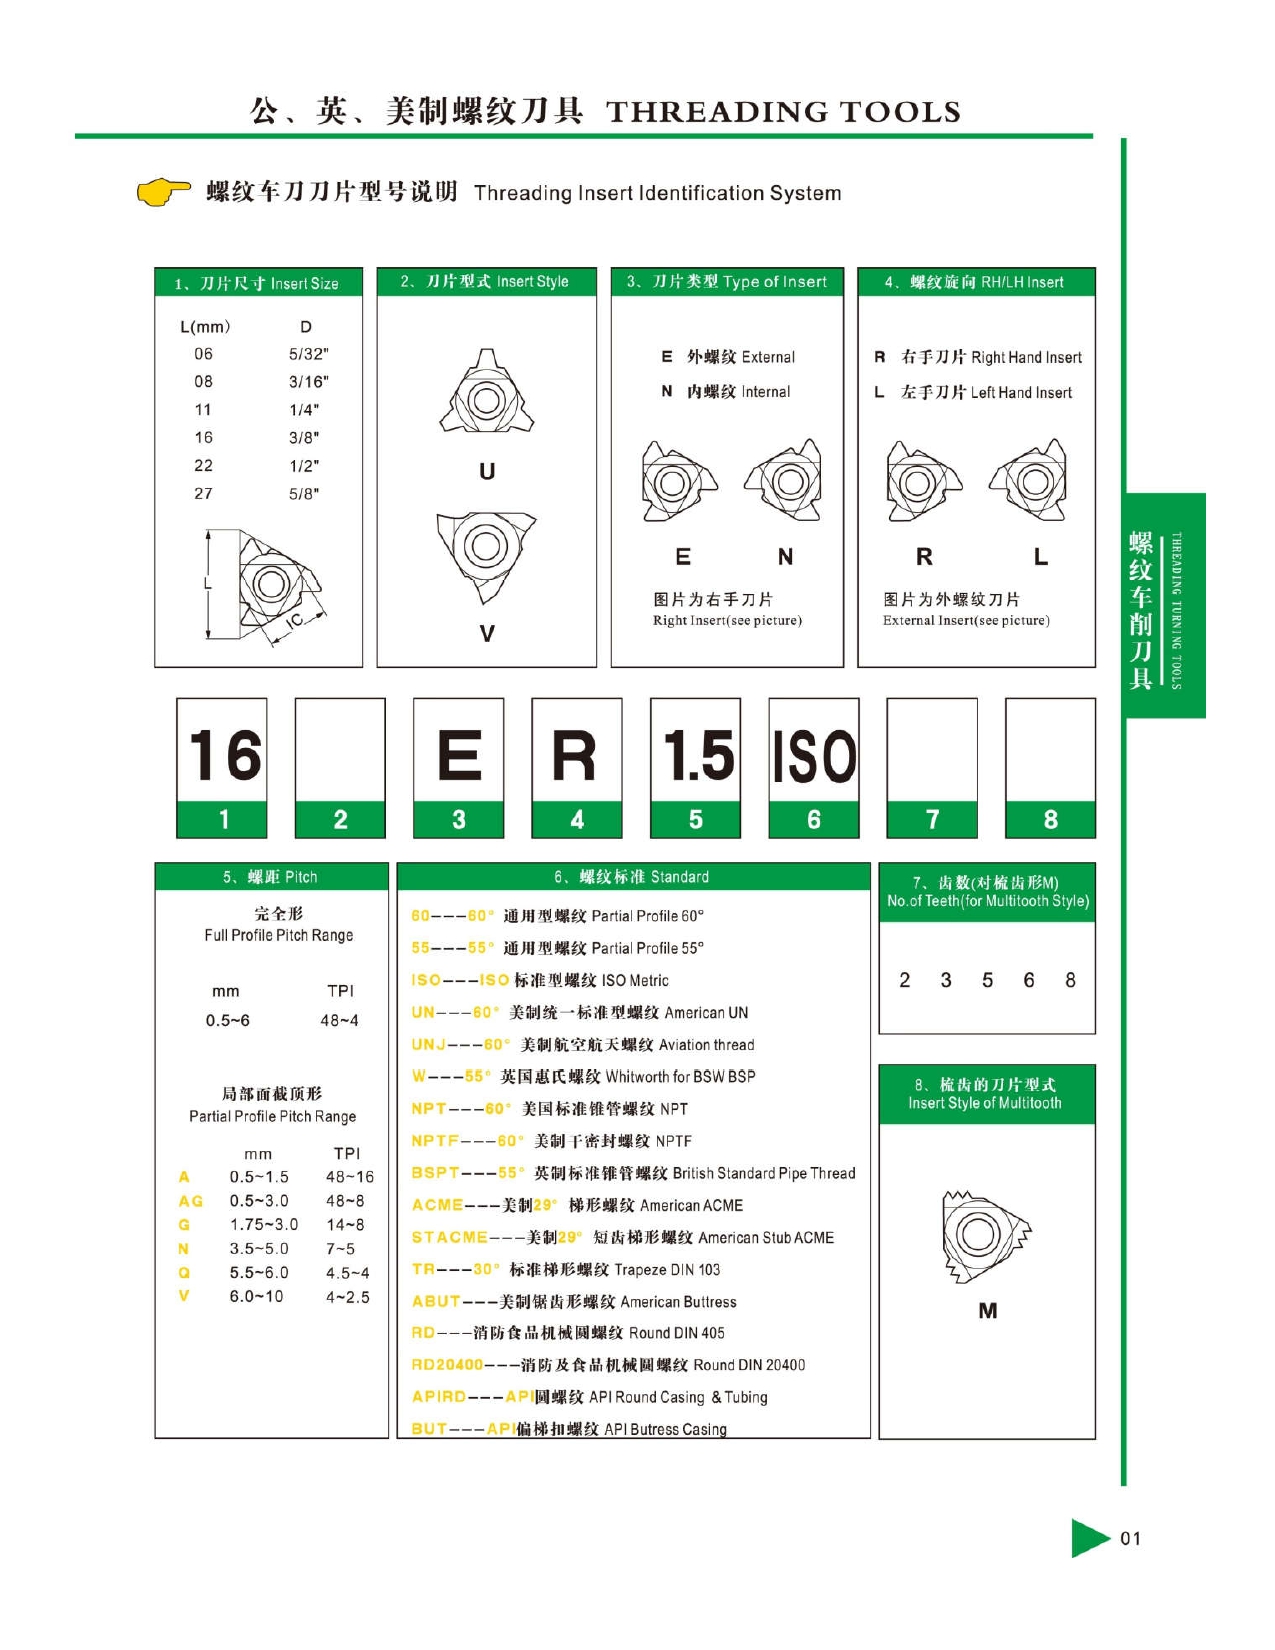 公、英、美制螺纹刀具 THREADING TOOLS
螺纹车刀刀片型号说明 Threading Insert Identification System
1、刀片尺寸 Insert Size
L(mm) D
06 5/32"
08 3/16"
11 1/4"
16 3/8"
22 1/2"
27 5/8"
L
IC
2、刀片型式 Insert Style
U
V
3、刀片类型 Type of Insert
E 外螺纹 External
N 内螺纹 Internal
E N
图片为右手刀片
Right Insert(see picture)
4、螺纹旋向 RH/LH Insert
R 右手刀片 Right Hand Insert
L 左手刀片 Left Hand Insert
R L
图片为外螺纹刀片
External Insert(see picture)
16 E R 1.5 ISO
1 2 3 4 5 6 7 8
5、螺距 Pitch
完全形
Full Profile Pitch Range
mm TPI
0.5~6 48~4
局部面截顶形
Partial Profile Pitch Range
mm TPI
A 0.5~1.5 48~16
AG 0.5~3.0 48~8
G 1.75~3.0 14~8
N 3.5~5.0 7~5
Q 5.5~6.0 4.5~4
V 6.0~10 4~2.5
6、螺纹标准 Standard
60---60° 通用型螺纹 Partial Profile 60°
55---55° 通用型螺纹 Partial Profile 55°
ISO---ISO 标准型螺纹 ISO Metric
UN---60° 美制统一标准型螺纹 American UN
UNJ---60° 美制航空航天螺纹 Aviation thread
W---55° 英国惠氏螺纹 Whitworth for BSW BSP
NPT---60° 美国标准锥管螺纹 NPT
NPTF---60° 美制干密封螺纹 NPTF
BSPT---55° 英制标准锥管螺纹 British Standard Pipe Thread
ACME---美制29° 梯形螺纹 American ACME
STACME---美制29° 短齿梯形螺纹 American Stub ACME
TR---30° 标准梯形螺纹 Trapeze DIN 103
ABUT---美制锯齿形螺纹 American Buttress
RD---消防食品机械圆螺纹 Round DIN 405
RD20400---消防及食品机械圆螺纹 Round DIN 20400
APIRD---API圆螺纹 API Round Casing & Tubing
BUT---API偏梯扣螺纹 API Butress Casing
7、齿数(对梳齿形M)
No.of Teeth(for Multitooth Style)
2 3 5 6 8
8、梳齿的刀片型式
Insert Style of Multitooth
M
螺纹车削刀具
THREADING TURNING TOOLS
01